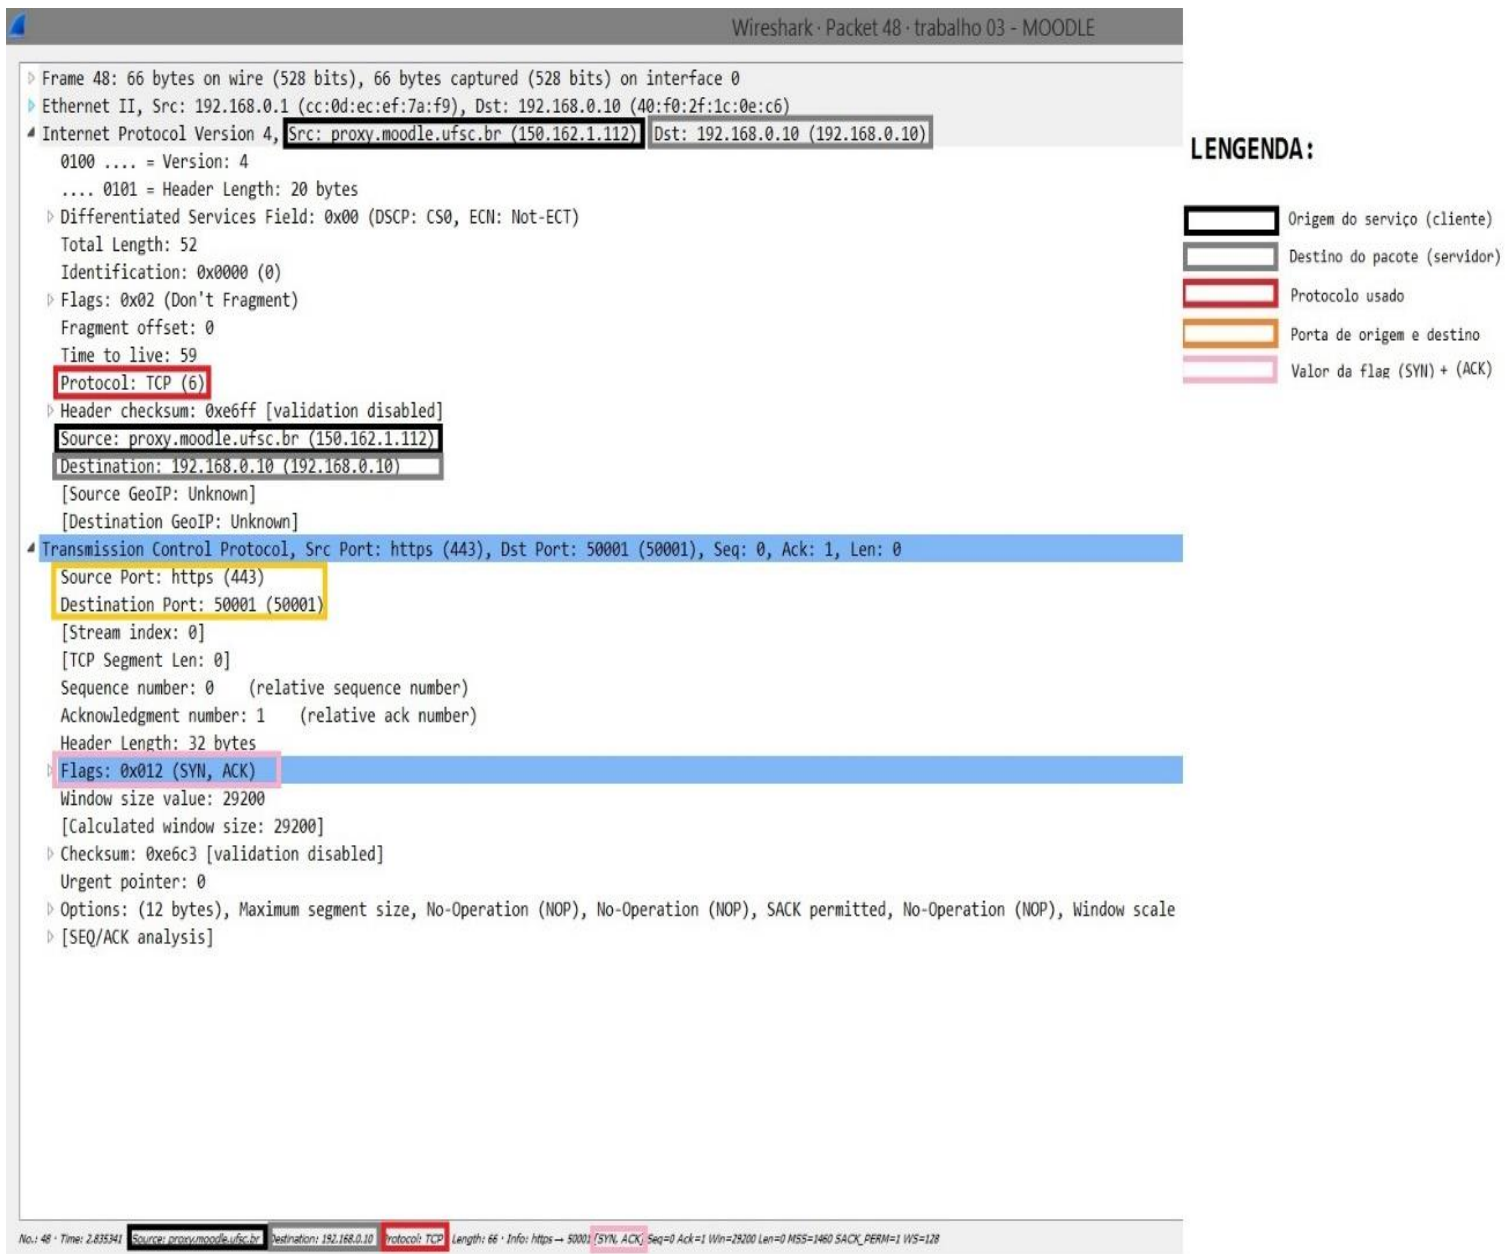 Wireshark · Packet 48 · trabalho 03 - MOODLE
Frame 48: 66 bytes on wire (528 bits), 66 bytes captured (528 bits) on interface 0
Ethernet II, Src: 192.168.0.1 (cc:0d:ec:ef:7a:f9), Dst: 192.168.0.10 (40:f0:2f:1c:0e:c6)
Internet Protocol Version 4, Src: proxy.moodle.ufsc.br (150.162.1.112) Dst: 192.168.0.10 (192.168.0.10)
0100 .... = Version: 4
.... 0101 = Header Length: 20 bytes
Differentiated Services Field: 0x00 (DSCP: CS0, ECN: Not-ECT)
Total Length: 52
Identification: 0x0000 (0)
Flags: 0x02 (Don't Fragment)
Fragment offset: 0
Time to live: 59
Protocol: TCP (6)
Header checksum: 0xe6ff [validation disabled]
Source: proxy.moodle.ufsc.br (150.162.1.112)
Destination: 192.168.0.10 (192.168.0.10)
[Source GeoIP: Unknown]
[Destination GeoIP: Unknown]
Transmission Control Protocol, Src Port: https (443), Dst Port: 50001 (50001), Seq: 0, Ack: 1, Len: 0
Source Port: https (443)
Destination Port: 50001 (50001)
[Stream index: 0]
[TCP Segment Len: 0]
Sequence number: 0 (relative sequence number)
Acknowledgment number: 1 (relative ack number)
Header Length: 32 bytes
Flags: 0x012 (SYN, ACK)
Window size value: 29200
[Calculated window size: 29200]
Checksum: 0xe6c3 [validation disabled]
Urgent pointer: 0
Options: (12 bytes), Maximum segment size, No-Operation (NOP), No-Operation (NOP), SACK permitted, No-Operation (NOP), Window scale
[SEQ/ACK analysis]
No.: 48 · Time: 2.835341 Source: proxy.moodle.ufsc.br Destination: 192.168.0.10 Protocol: TCP Length: 66 · Info: https → 50001 [SYN, ACK] Seq=0 Ack=1 Win=29200 Len=0 MSS=1460 SACK_PERM=1 WS=128
LENGENDA:
Origem do serviço (cliente)
Destino do pacote (servidor)
Protocolo usado
Porta de origem e destino
Valor da flag (SYN) + (ACK)